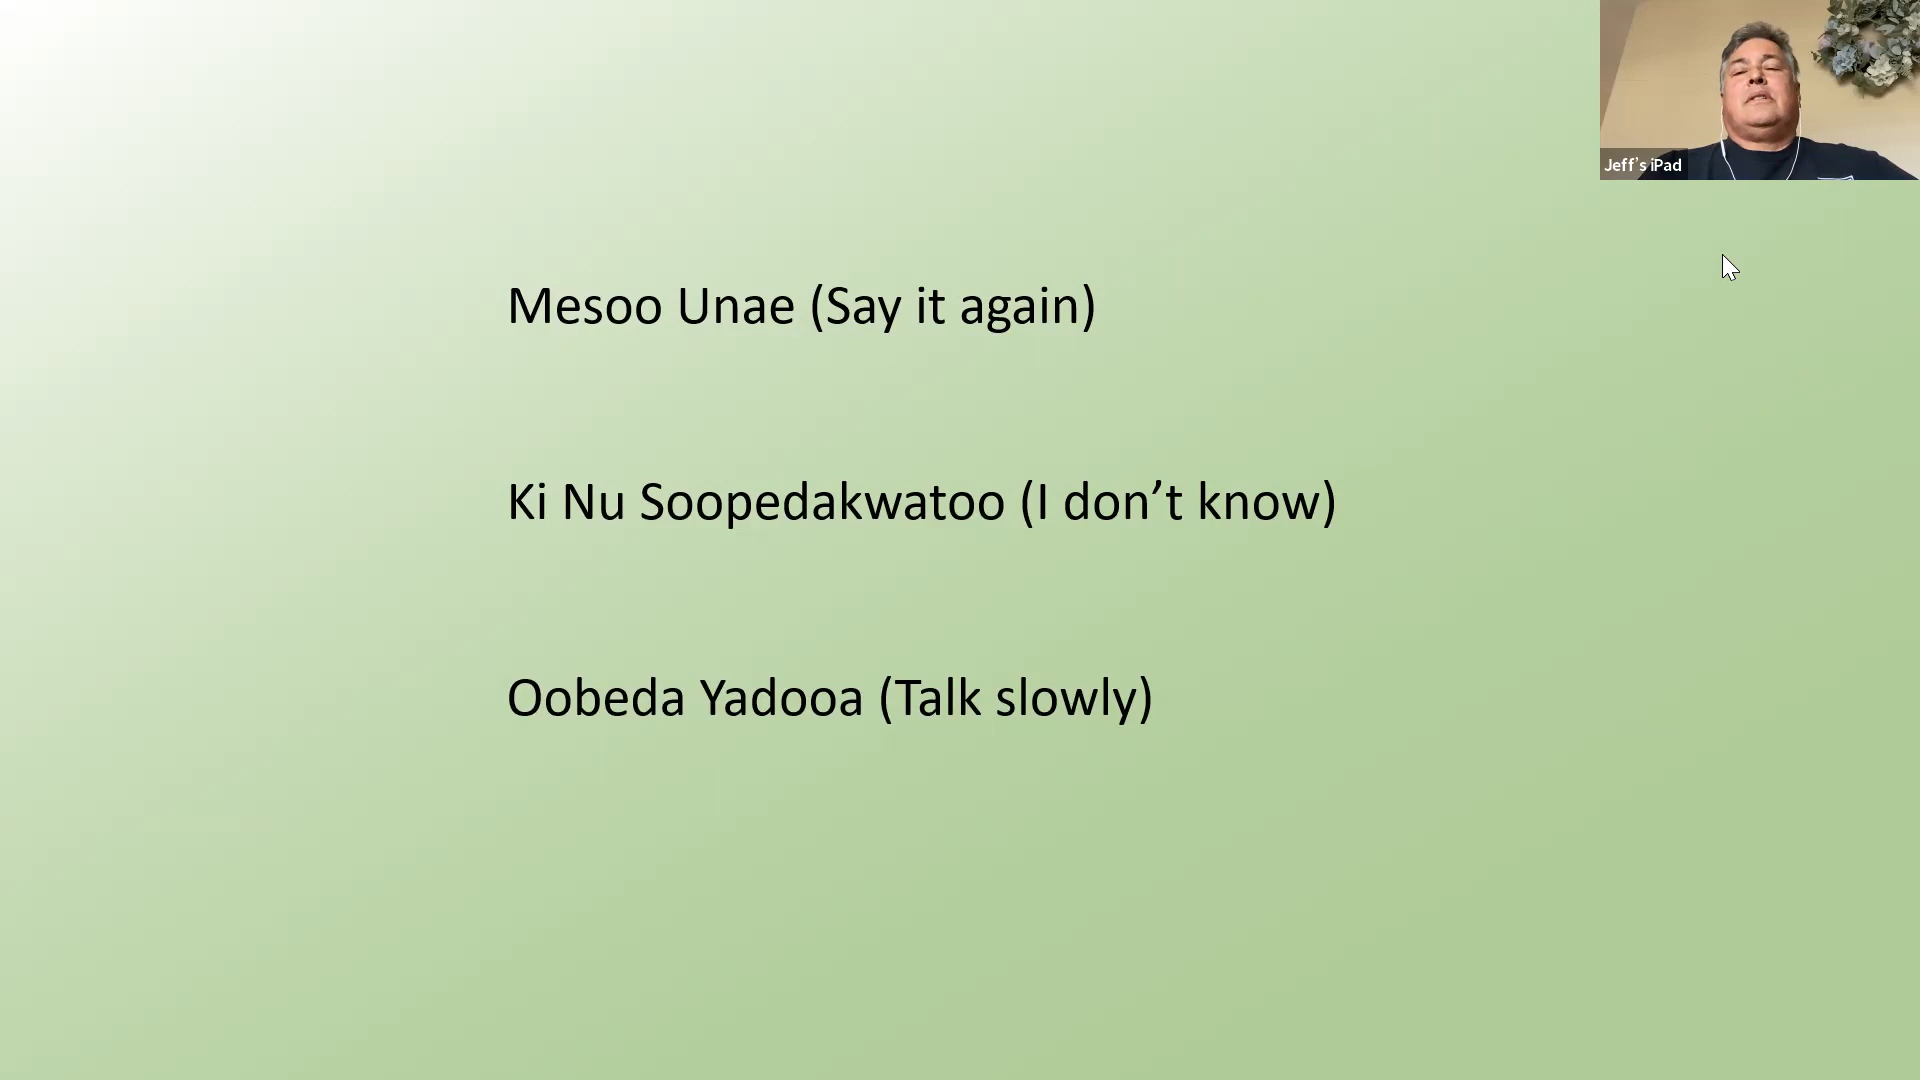 Jeff’s iPad
Mesoo Unae (Say it again)
Ki Nu Soopedakwatoo (I don’t know)
Oobeda Yadooa (Talk slowly)